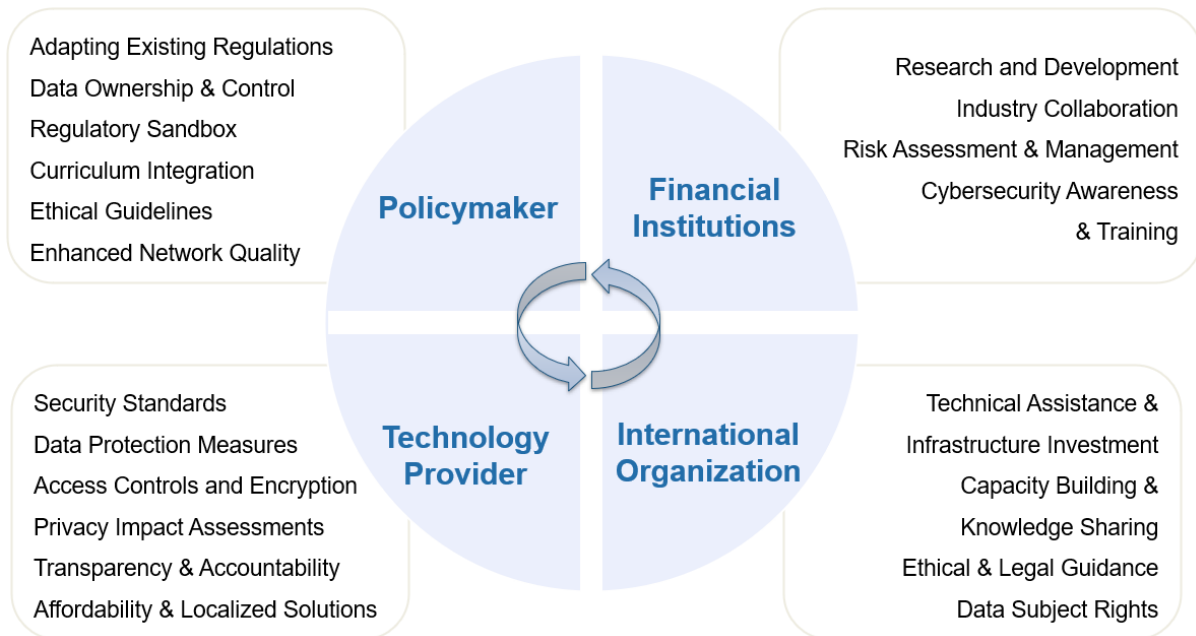 Adapting Existing Regulations
Data Ownership & Control
Regulatory Sandbox
Curriculum Integration
Ethical Guidelines
Enhanced Network Quality
Policymaker
Financial
Institutions
Research and Development
Industry Collaboration
Risk Assessment & Management
Cybersecurity Awareness
& Training
Security Standards
Data Protection Measures
Access Controls and Encryption
Privacy Impact Assessments
Transparency & Accountability
Affordability & Localized Solutions
Technology
Provider
International
Organization
Technical Assistance &
Infrastructure Investment
Capacity Building &
Knowledge Sharing
Ethical & Legal Guidance
Data Subject Rights